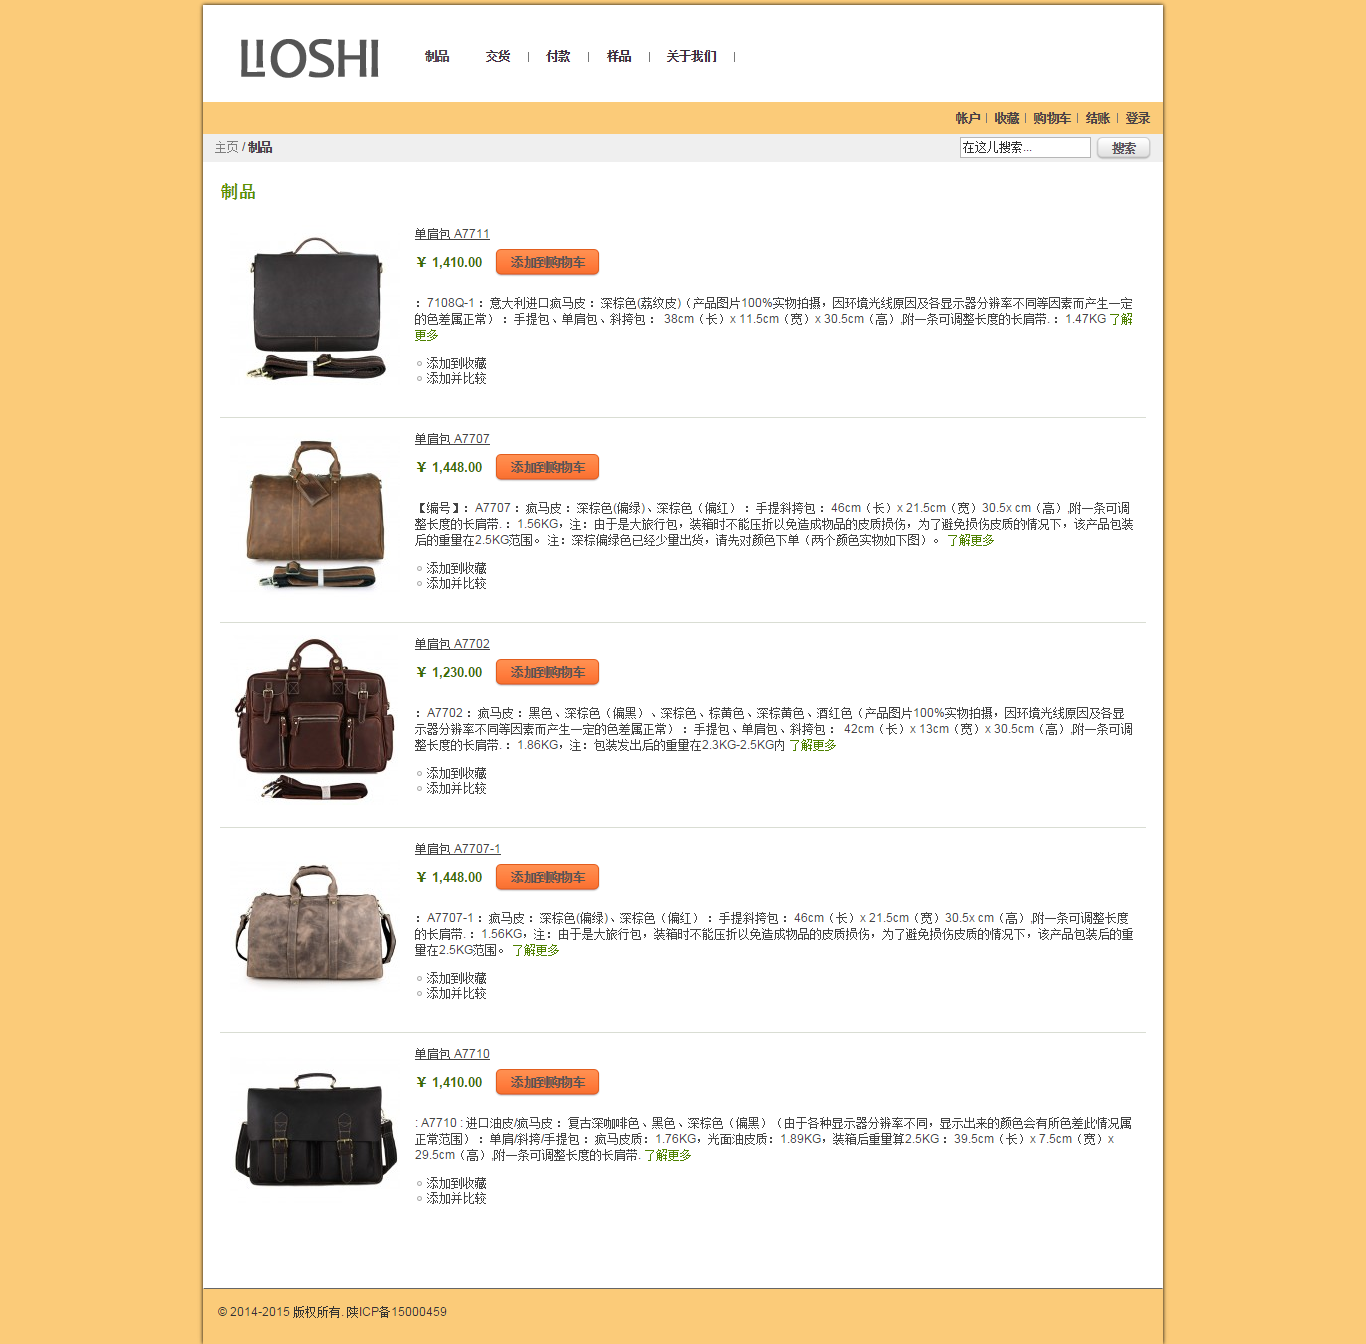 LIOSHI
制品 交货 | 付款 | 样品 | 关于我们 |
帐户 | 收藏 | 购物车 | 结账 | 登录
主页 / 制品
在这儿搜索... 搜索
制品
单肩包 A7711
¥ 1,410.00 添加到购物车
： 7108Q-1： 意大利进口疯马皮： 深棕色(荔纹皮)（产品图片100%实物拍摄，因环境光线原因及各显示器分辨率不同等因素而产生一定
的色差属正常）： 手提包、单肩包、斜挎包： 38cm（长）x 11.5cm（宽）x 30.5cm（高）,附一条可调整长度的长肩带.： 1.47KG 了解
更多
添加到收藏
添加并比较
单肩包 A7707
¥ 1,448.00 添加到购物车
【编号】： A7707： 疯马皮： 深棕色(偏绿)、深棕色（偏红）： 手提斜挎包： 46cm（长）x 21.5cm（宽）30.5x cm（高）,附一条可调
整长度的长肩带.： 1.56KG，注：由于是大旅行包，装箱时不能压折以免造成物品的皮质损伤，为了避免损伤皮质的情况下，该产品包装
后的重量在2.5KG范围。 注：深棕偏绿色已经少量出货，请先对颜色下单（两个颜色实物如下图）。 了解更多
添加到收藏
添加并比较
单肩包 A7702
¥ 1,230.00 添加到购物车
： A7702： 疯马皮： 黑色、深棕色（偏黑）、深棕色、棕黄色、深棕黄色、酒红色（产品图片100%实物拍摄，因环境光线原因及各显
示器分辨率不同等因素而产生一定的色差属正常）： 手提包、单肩包、斜挎包： 42cm（长）x 13cm（宽）x 30.5cm（高）,附一条可调
整长度的长肩带.： 1.86KG，注：包装发出后的重量在2.3KG-2.5KG内 了解更多
添加到收藏
添加并比较
单肩包 A7707-1
¥ 1,448.00 添加到购物车
： A7707-1： 疯马皮： 深棕色(偏绿)、深棕色（偏红）： 手提斜挎包： 46cm（长）x 21.5cm（宽）30.5x cm（高）,附一条可调整长度
的长肩带.： 1.56KG，注：由于是大旅行包，装箱时不能压折以免造成物品的皮质损伤，为了避免损伤皮质的情况下，该产品包装后的重
量在2.5KG范围。 了解更多
添加到收藏
添加并比较
单肩包 A7710
¥ 1,410.00 添加到购物车
: A7710 : 进口油皮/疯马皮： 复古深咖啡色、黑色、深棕色（偏黑）（由于各种显示器分辨率不同，显示出来的颜色会有所色差此情况属
正常范围）： 单肩/斜挎/手提包： 疯马皮质：1.76KG，光面油皮质：1.89KG，装箱后重量算2.5KG： 39.5cm（长）x 7.5cm（宽）x
29.5cm（高）,附一条可调整长度的长肩带. 了解更多
添加到收藏
添加并比较
© 2014-2015 版权所有. 陕ICP备15000459